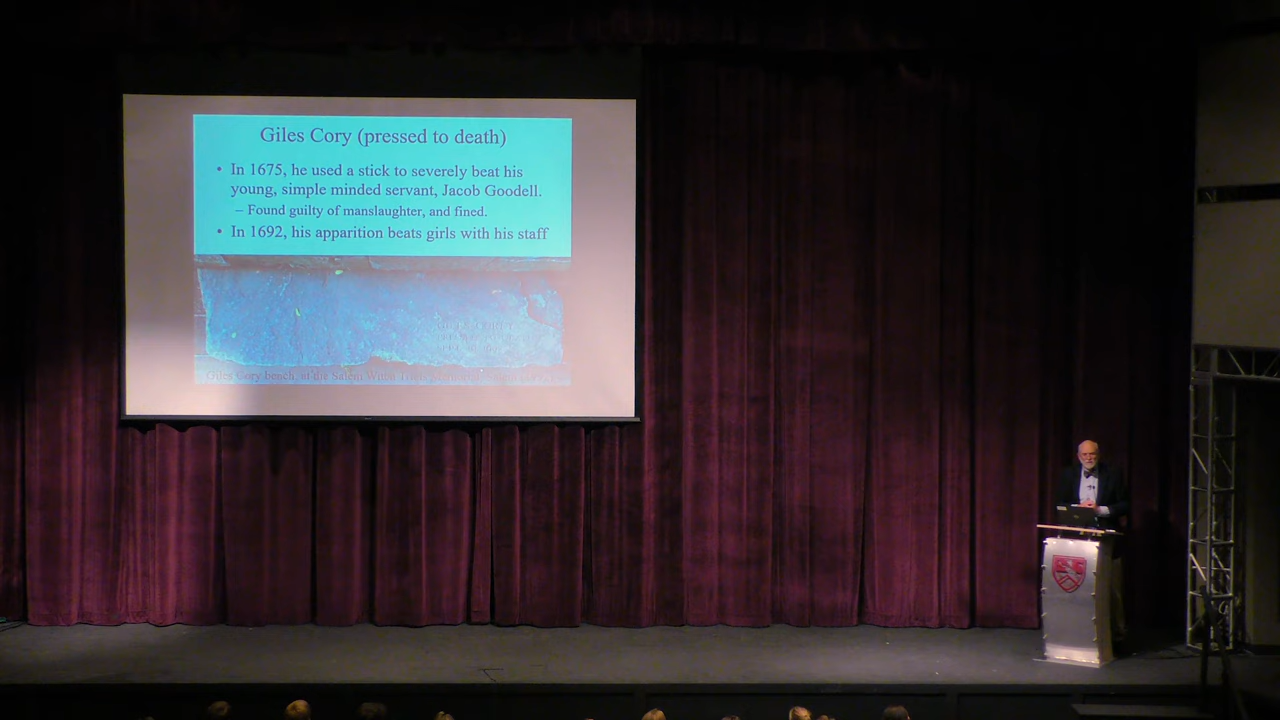 Giles Cory (pressed to death)
• In 1675, he used a stick to severely beat his
young, simple minded servant, Jacob Goodell.
– Found guilty of manslaughter, and fined.
• In 1692, his apparition beats girls with his staff
Giles Cory bench, at the Salem Witch Trials